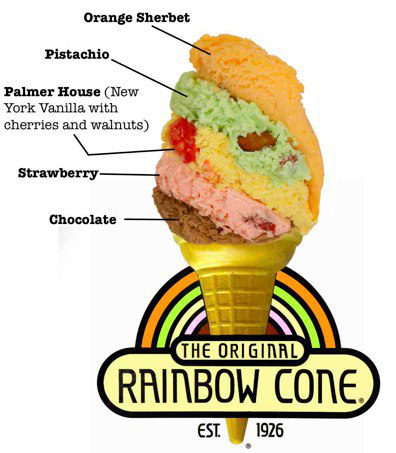 Orange Sherbet
Pistachio
Palmer House (New
York Vanilla with
cherries and walnuts)
Strawberry
Chocolate
THE ORIGINAL
RAINBOW CONE®
EST. 1926
®